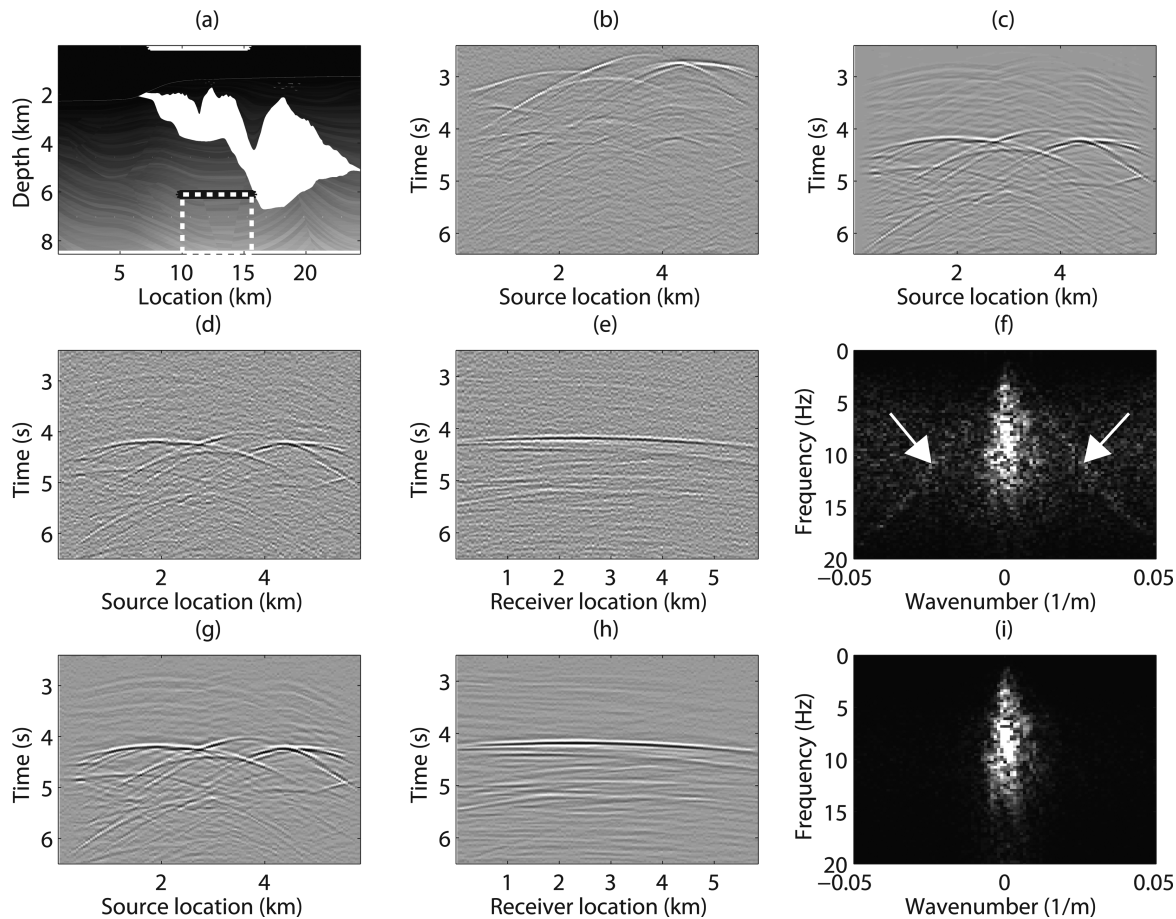 (a)
Depth (km)
2
4
6
8
5
10
15
20
Location (km)
(b)
Time (s)
3
4
5
6
2
4
Source location (km)
(c)
Time (s)
3
4
5
6
2
4
Source location (km)
(d)
Time (s)
3
4
5
6
2
4
Source location (km)
(e)
Time (s)
3
4
5
6
1
2
3
4
5
Receiver location (km)
(f)
Frequency (Hz)
0
5
10
15
20
−0.05
0
0.05
Wavenumber (1/m)
(g)
Time (s)
3
4
5
6
2
4
Source location (km)
(h)
Time (s)
3
4
5
6
1
2
3
4
5
Receiver location (km)
(i)
Frequency (Hz)
0
5
10
15
20
−0.05
0
0.05
Wavenumber (1/m)